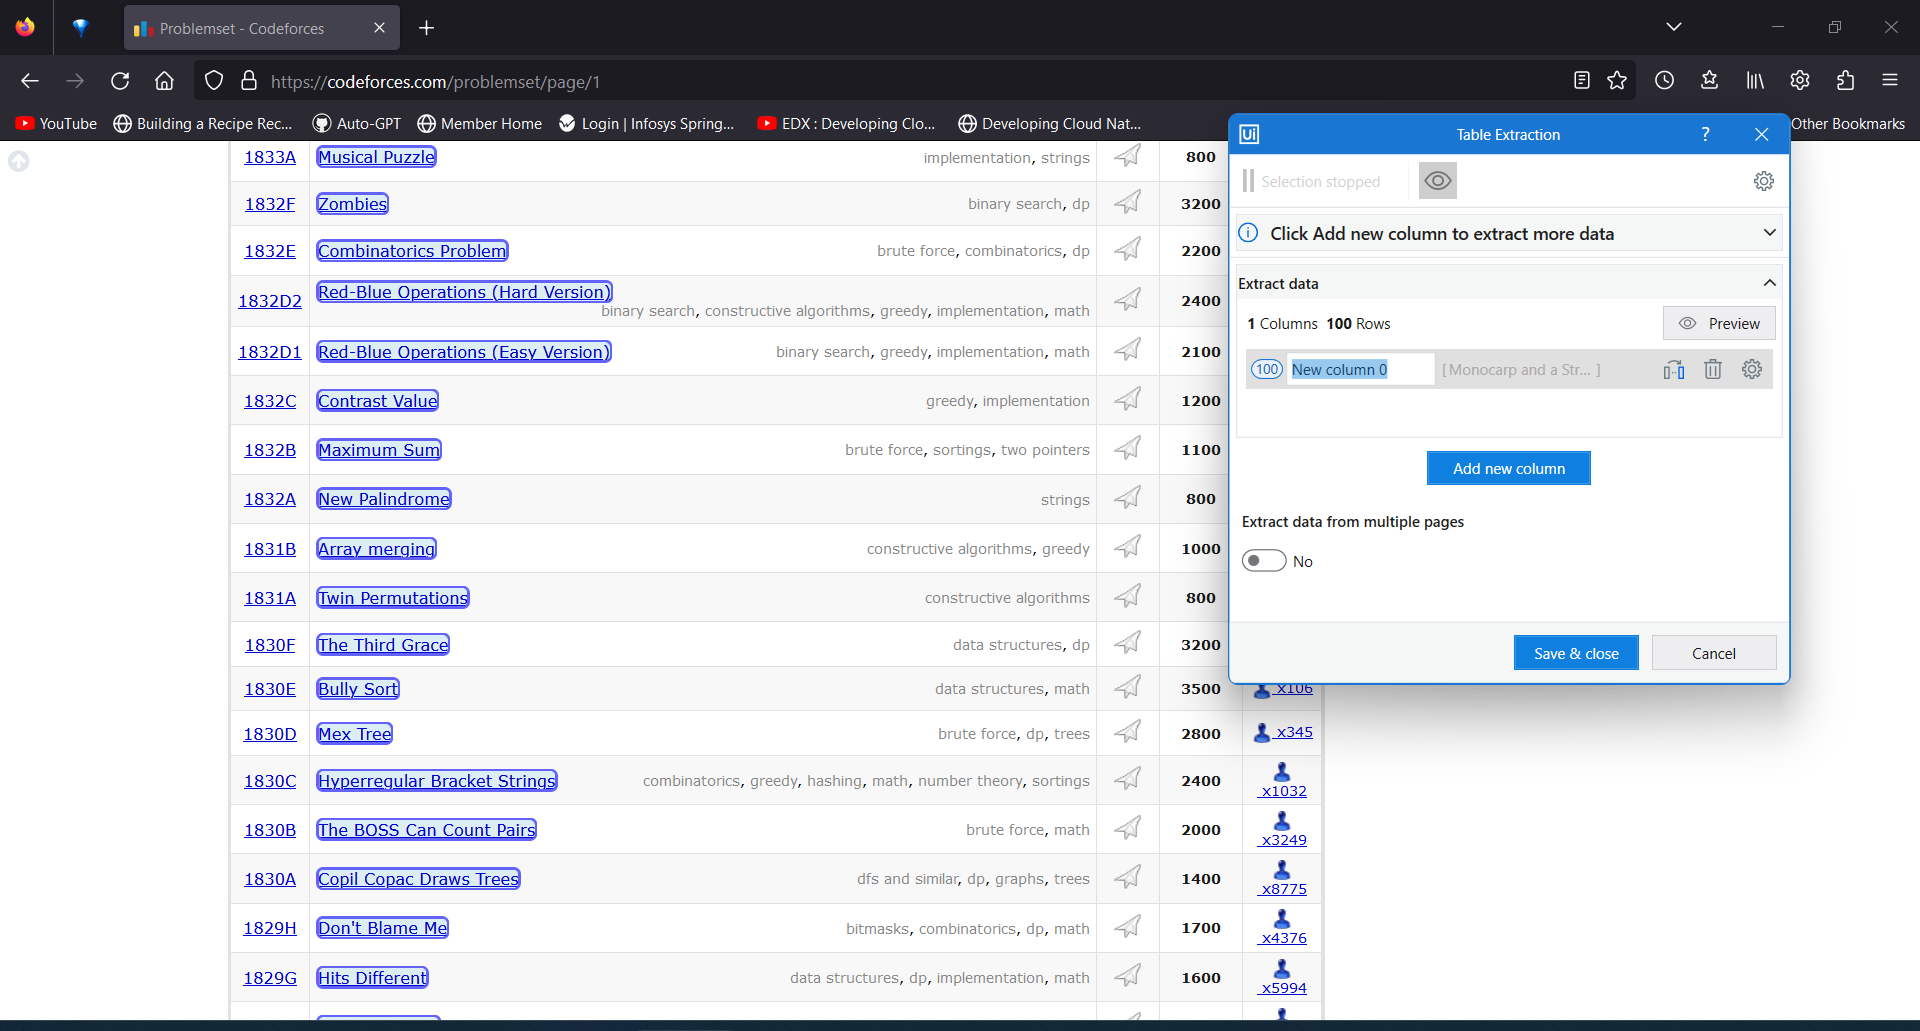 Problemset - Codeforces
https://codeforces.com/problemset/page/1
YouTube Building a Recipe Rec... Auto-GPT Member Home Login | Infosys Spring... EDX : Developing Clo... Developing Cloud Nat... Other Bookmarks
1833A Musical Puzzle implementation, strings 800
1832F Zombies binary search, dp 3200
1832E Combinatorics Problem brute force, combinatorics, dp 2200
1832D2 Red-Blue Operations (Hard Version) binary search, constructive algorithms, greedy, implementation, math 2400
1832D1 Red-Blue Operations (Easy Version) binary search, greedy, implementation, math 2100
1832C Contrast Value greedy, implementation 1200
1832B Maximum Sum brute force, sortings, two pointers 1100
1832A New Palindrome strings 800
1831B Array merging constructive algorithms, greedy 1000
1831A Twin Permutations constructive algorithms 800
1830F The Third Grace data structures, dp 3200
1830E Bully Sort data structures, math 3500 x106
1830D Mex Tree brute force, dp, trees 2800 x345
1830C Hyperregular Bracket Strings combinatorics, greedy, hashing, math, number theory, sortings 2400 x1032
1830B The BOSS Can Count Pairs brute force, math 2000 x3249
1830A Copil Copac Draws Trees dfs and similar, dp, graphs, trees 1400 x8775
1829H Don't Blame Me bitmasks, combinatorics, dp, math 1700 x4376
1829G Hits Different data structures, dp, implementation, math 1600 x5994
Ui Table Extraction ?
Selection stopped
Click Add new column to extract more data
Extract data
1 Columns 100 Rows Preview
100 New column 0 [ Monocarp and a Str... ]
Add new column
Extract data from multiple pages
No
Save & close Cancel